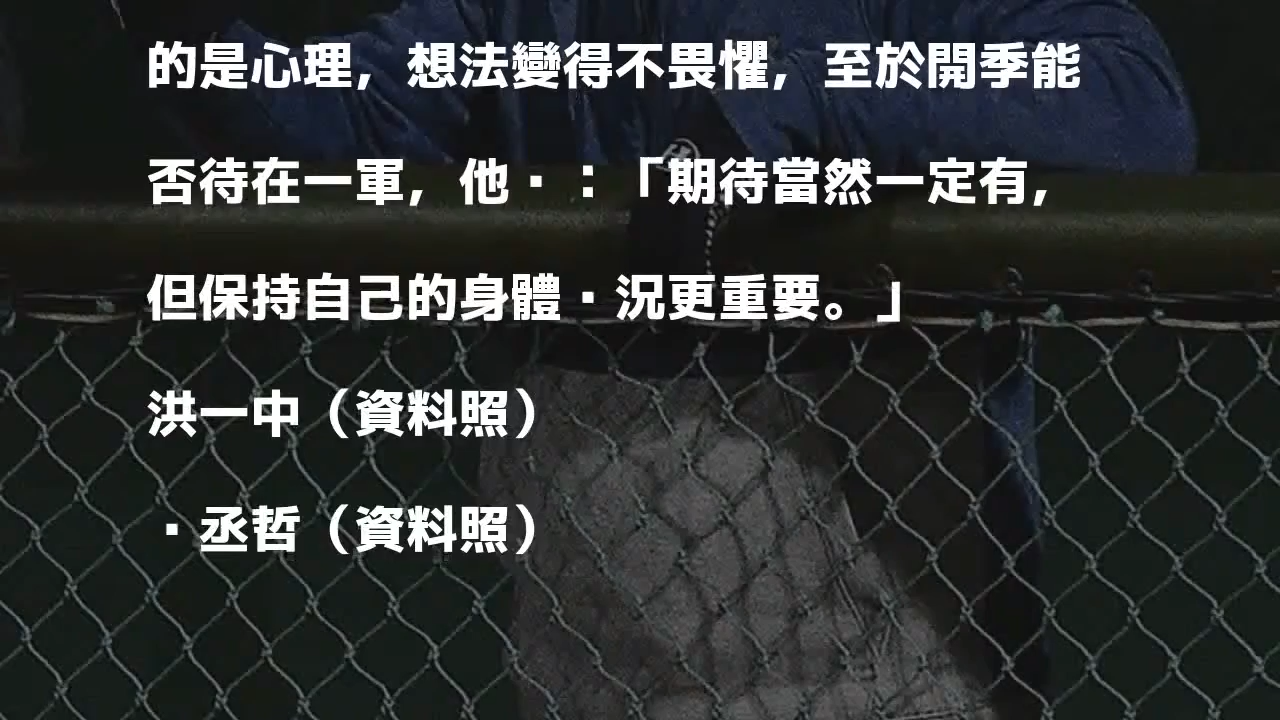 的是心理，想法變得不畏懼，至於開季能
否待在一軍，他·：「期待當然一定有，
但保持自己的身體·況更重要。」
洪一中（資料照）
·丞哲（資料照）